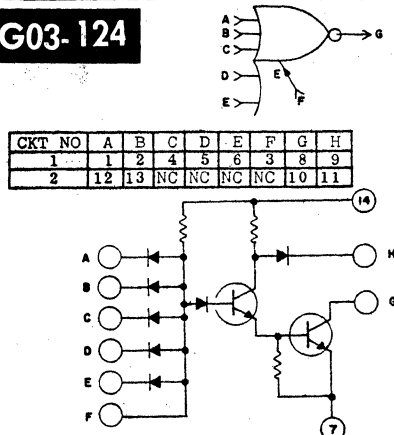 G03-124
A
B
C
D
E
E
F
G
CKT NO A B C D E F G H
1 1 2 4 5 6 3 8 9
2 12 13 NC NC NC NC 10 11
14
A
H
B
G
C
D
E
F
7